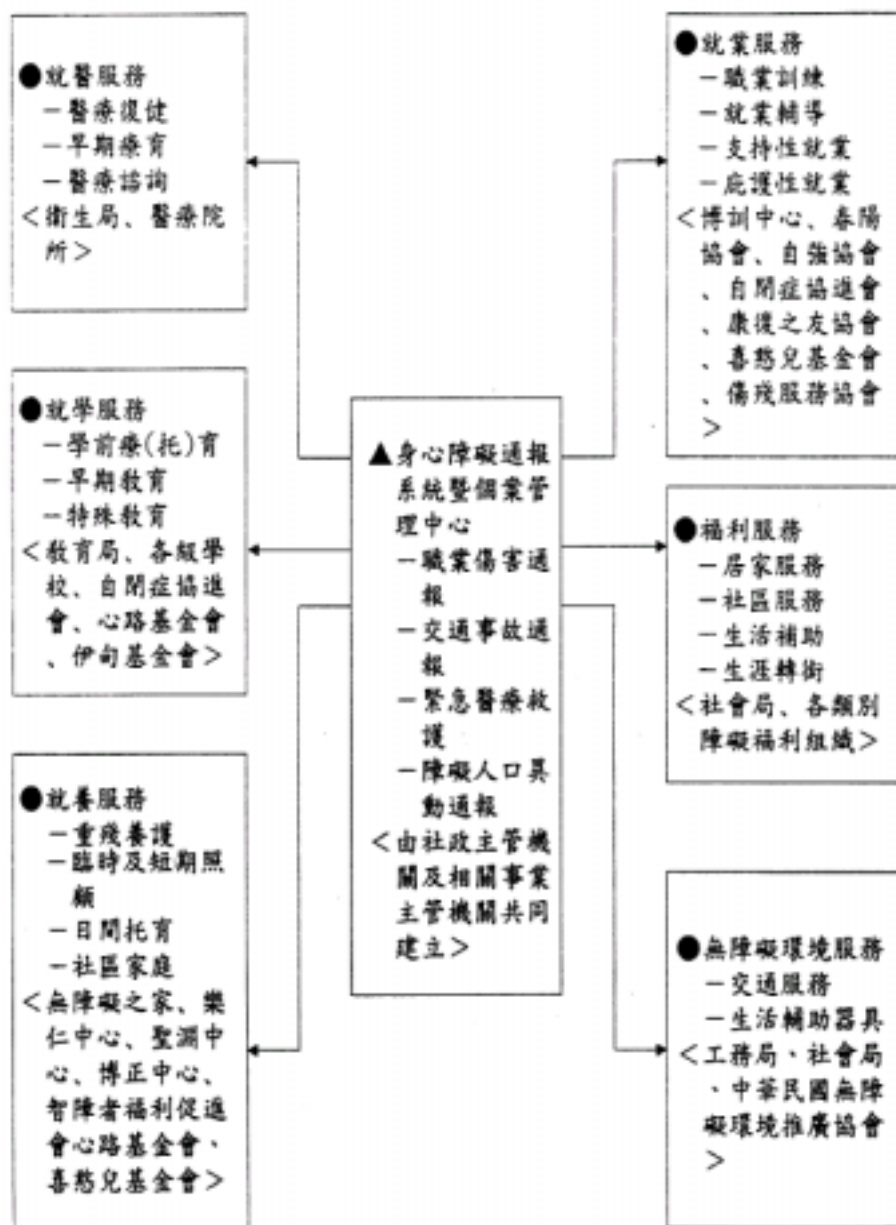 ●就醫服務
－醫療復健
－早期療育
－醫療諮詢
＜衛生局、醫療院
所＞
●就學服務
－學前療(托)育
－早期教育
－特殊教育
＜教育局、各級學
校、自閉症協進
會、心路基金會
、伊甸基金會＞
●就養服務
－重殘養護
－臨時及短期照
顧
－日間托育
－社區家庭
＜無障礙之家、樂
仁中心、聖淵中
心、博正中心、
智障者福利促進
會心路基金會、
喜憨兒基金會＞
▲身心障礙通報
系統暨個案管
理中心
－職業傷害通
報
－交通事故通
報
－緊急醫療救
護
－障礙人口異
動通報
＜由社政主管機
關及相關事業
主管機關共同
建立＞
●就業服務
－職業訓練
－就業輔導
－支持性就業
－庇護性就業
＜博訓中心、春陽
協會、自強協會
、自閉症協進會
、康復之友協會
、喜憨兒基金會
、傷殘服務協會
＞
●福利服務
－居家服務
－社區服務
－生活補助
－生涯轉銜
＜社會局、各類別
障礙福利組織＞
●無障礙環境服務
－交通服務
－生活輔助器具
＜工務局、社會局
、中華民國無障
礙環境推廣協會
＞